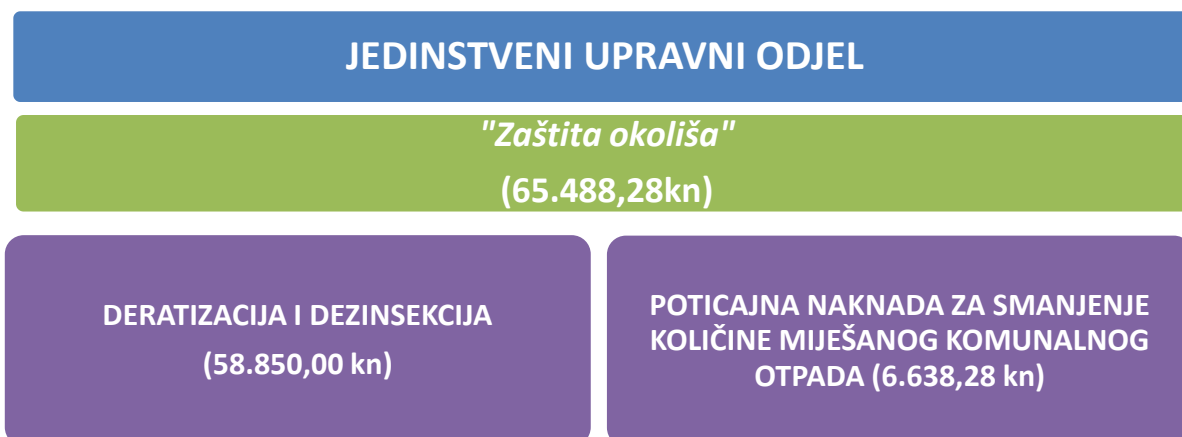 JEDINSTVENI UPRAVNI ODJEL
"Zaštita okoliša"
(65.488,28kn)
DERATIZACIJA I DEZINSEKCIJA
(58.850,00 kn)
POTICAJNA NAKNADA ZA SMANJENJE
KOLIČINE MIJEŠANOG KOMUNALNOG
OTPADA (6.638,28 kn)